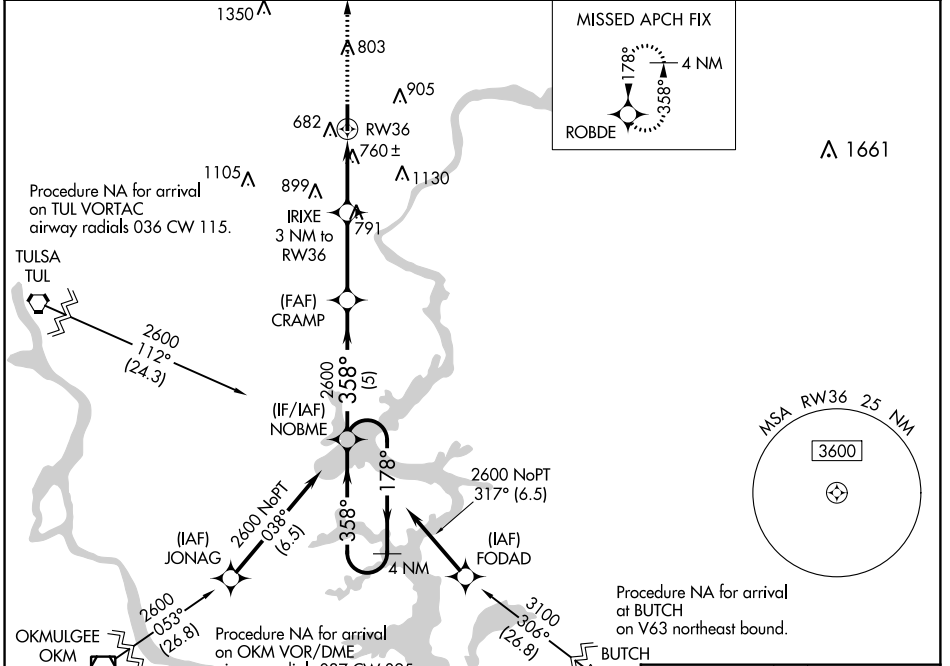 1350
803
905
682
RW36
760 ±
1105
899
1130
Procedure NA for arrival
on TUL VORTAC
airway radials 036 CW 115.
IRIXE
3 NM to
RW36
791
TULSA
TUL
(FAF)
CRAMP
2600
112°
(24.3)
2600
358°
(5)
(IF/IAF)
NOBME
178°
358°
4 NM
2600 NoPT
038°
(6.5)
2600 NoPT
317° (6.5)
(IAF)
JONAG
(IAF)
FODAD
2600
053°
(26.8)
3100
306°
(26.8)
OKMULGEE
OKM
Procedure NA for arrival
on OKM VOR/DME
Procedure NA for arrival
at BUTCH
on V63 northeast bound.
BUTCH
MISSED APCH FIX
178°
4 NM
358°
ROBDE
1661
MSA RW36 25 NM
3600